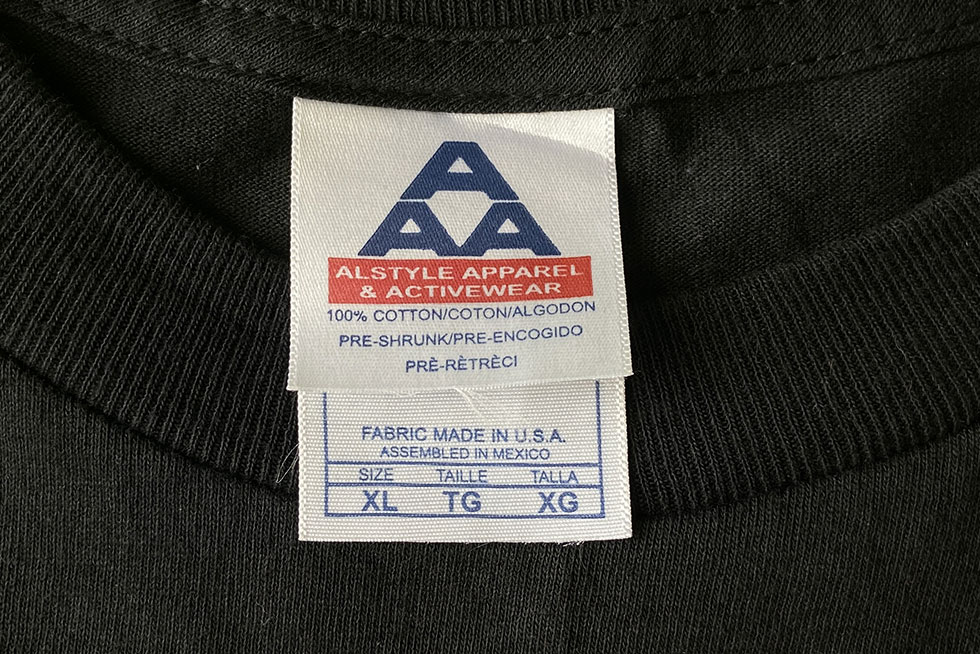 A
AA
ALSTYLE APPAREL
& ACTIVEWEAR
100% COTTON/COTON/ALGODON
PRE-SHRUNK/PRE-ENCOGIDO
PRÈ-RÈTRÈCI
FABRIC MADE IN U.S.A.
ASSEMBLED IN MEXICO
SIZE TAILLE TALLA
XL TG XG